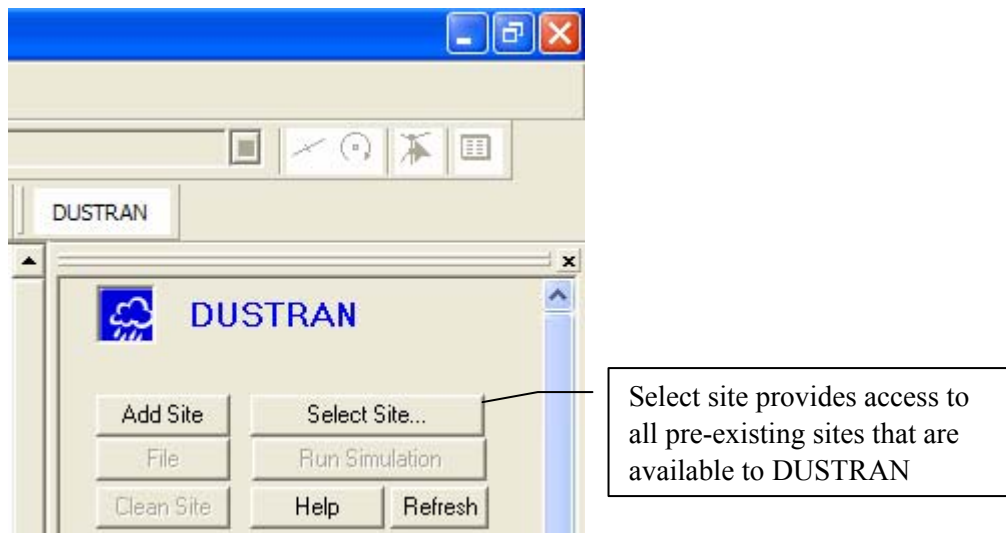 DUSTRAN
DUSTRAN
Add Site
Select Site...
File
Run Simulation
Clean Site
Help
Refresh
Select site provides access to
all pre-existing sites that are
available to DUSTRAN